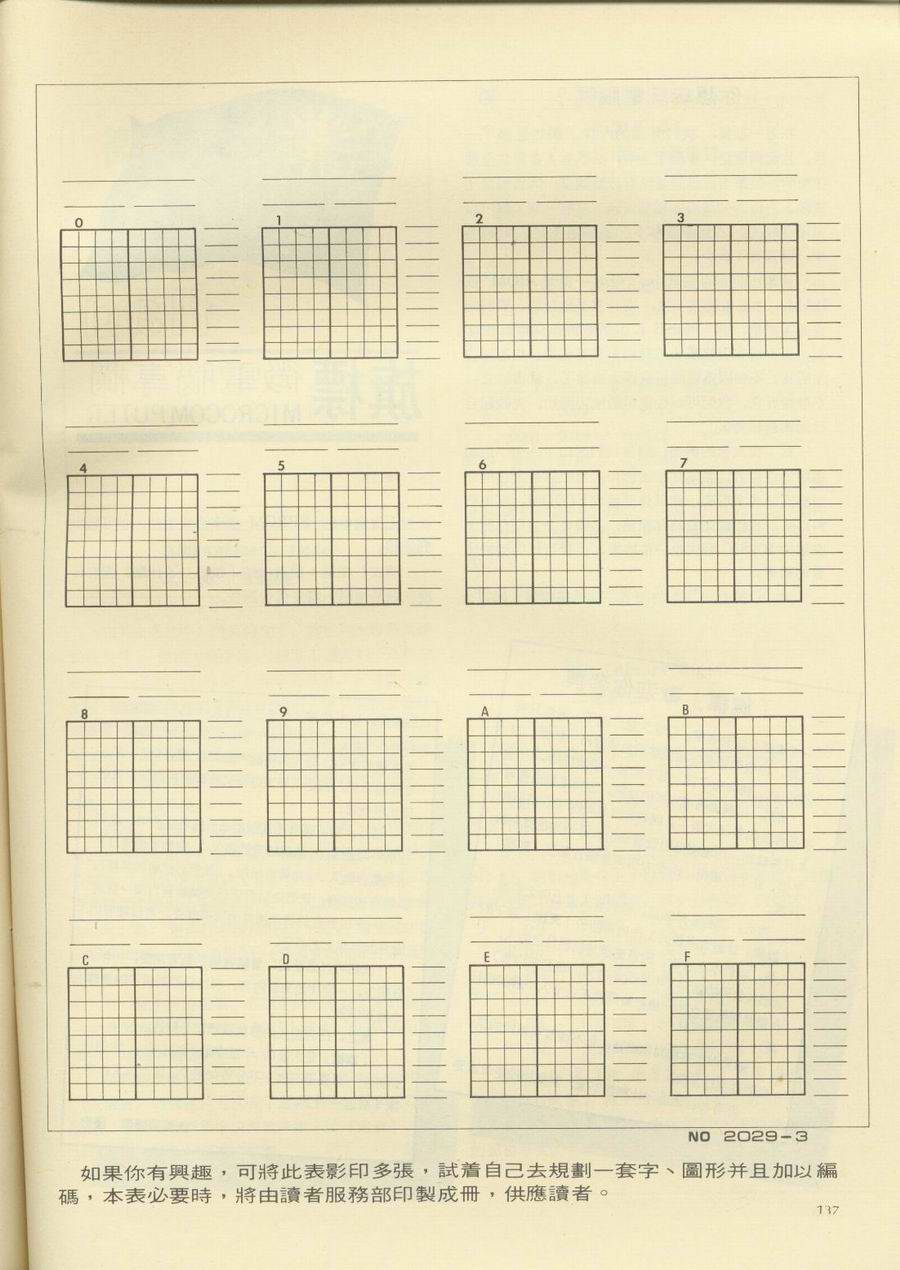 0 1 2 3
4 5 6 7
8 9 A B
C D E F
NO 2029-3
如果你有興趣，可將此表影印多張，試着自己去規劃一套字、圖形并且加以編
碼，本表必要時，將由讀者服務部印製成冊，供應讀者。
137